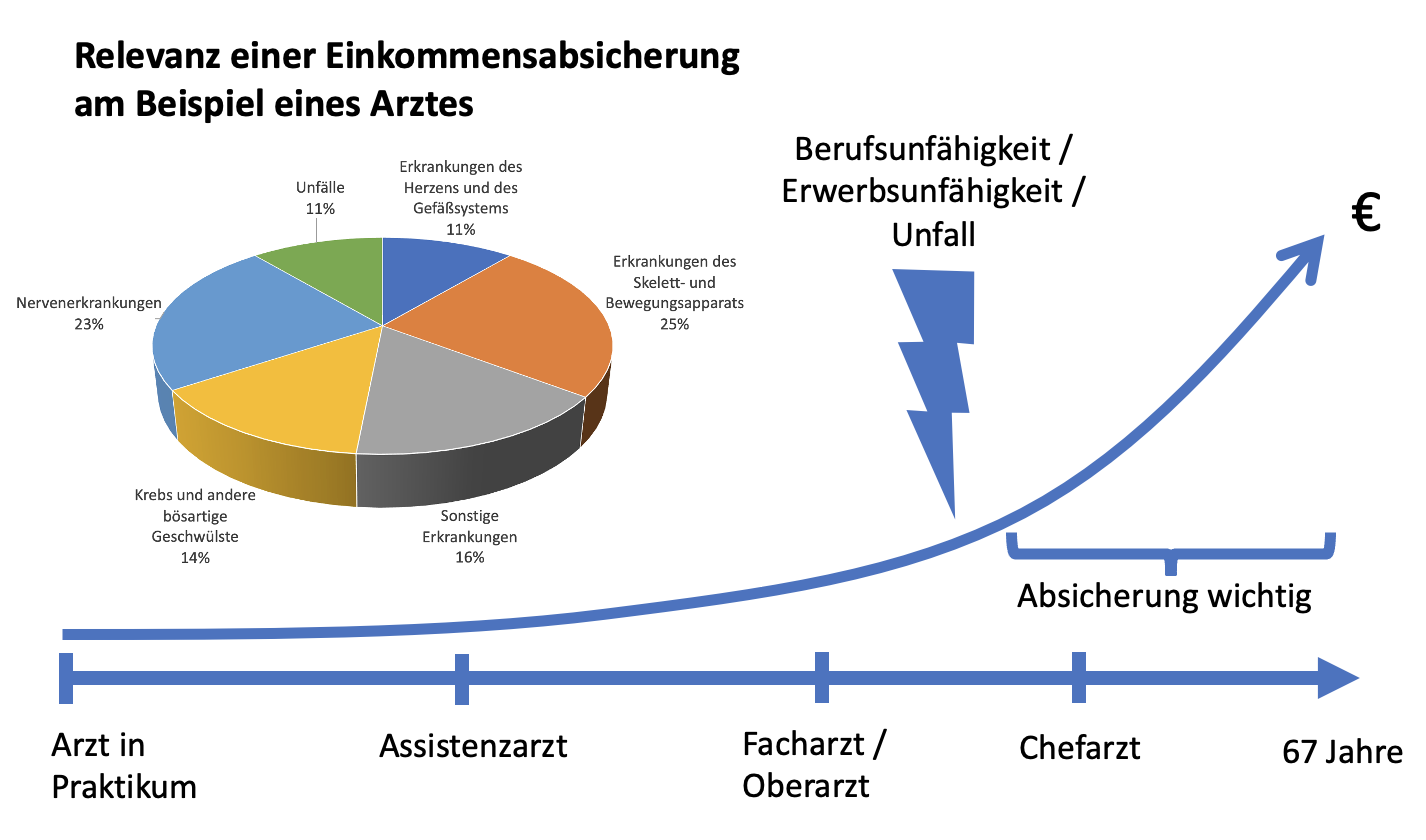 Relevanz einer Einkommensabsicherung
am Beispiel eines Arztes
Erkrankungen des
Herzens und des
Gefäßsystems
11%
Erkrankungen des
Skelett- und
Bewegungsapparats
25%
Sonstige
Erkrankungen
16%
Krebs und andere
bösartige
Geschwülste
14%
Nervenerkrankungen
23%
Unfälle
11%
Berufsunfähigkeit /
Erwerbsunfähigkeit /
Unfall
€
Absicherung wichtig
Arzt in
Praktikum
Assistenzarzt
Facharzt /
Oberarzt
Chefarzt
67 Jahre